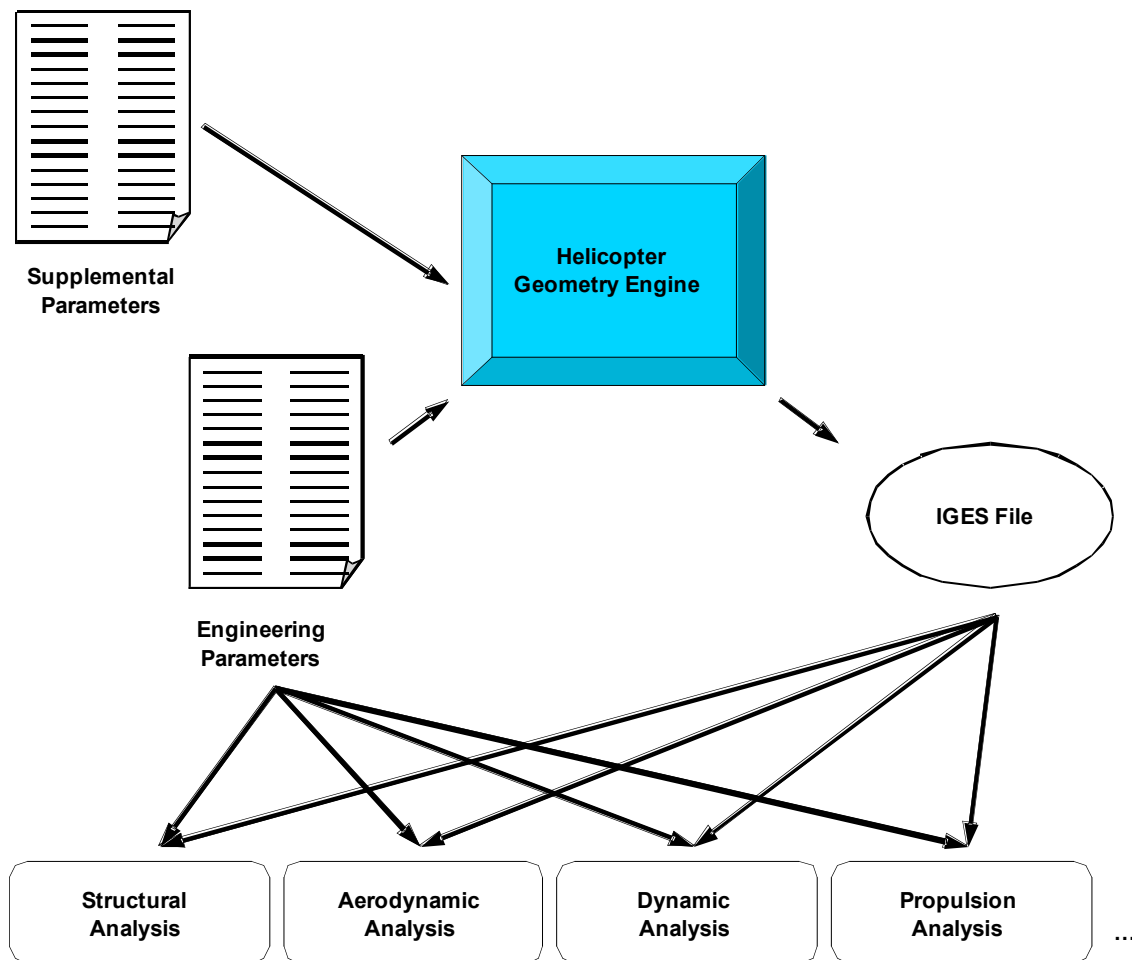 Supplemental
Parameters
Helicopter
Geometry Engine
Engineering
Parameters
IGES File
Structural
Analysis
Aerodynamic
Analysis
Dynamic
Analysis
Propulsion
Analysis
...